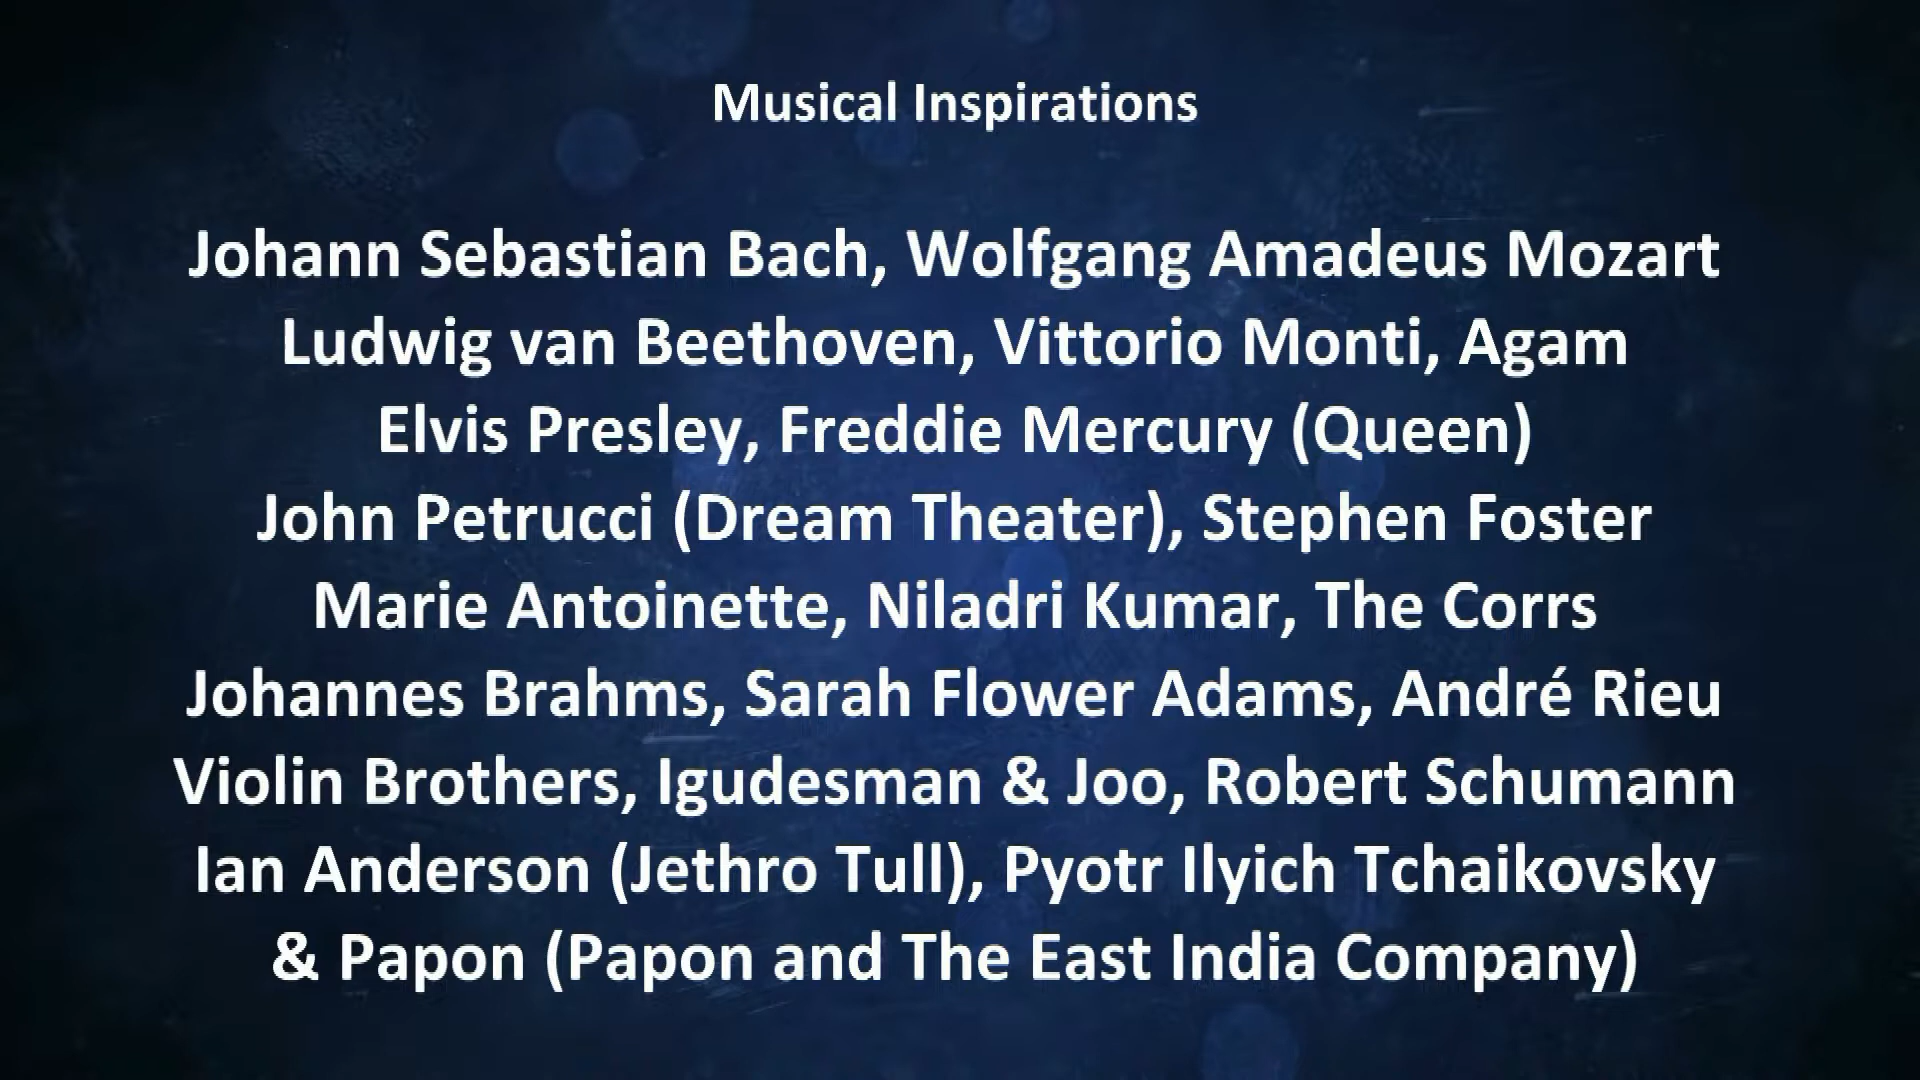 Musical Inspirations
Johann Sebastian Bach, Wolfgang Amadeus Mozart
Ludwig van Beethoven, Vittorio Monti, Agam
Elvis Presley, Freddie Mercury (Queen)
John Petrucci (Dream Theater), Stephen Foster
Marie Antoinette, Niladri Kumar, The Corrs
Johannes Brahms, Sarah Flower Adams, André Rieu
Violin Brothers, Igudesman & Joo, Robert Schumann
Ian Anderson (Jethro Tull), Pyotr Ilyich Tchaikovsky
& Papon (Papon and The East India Company)